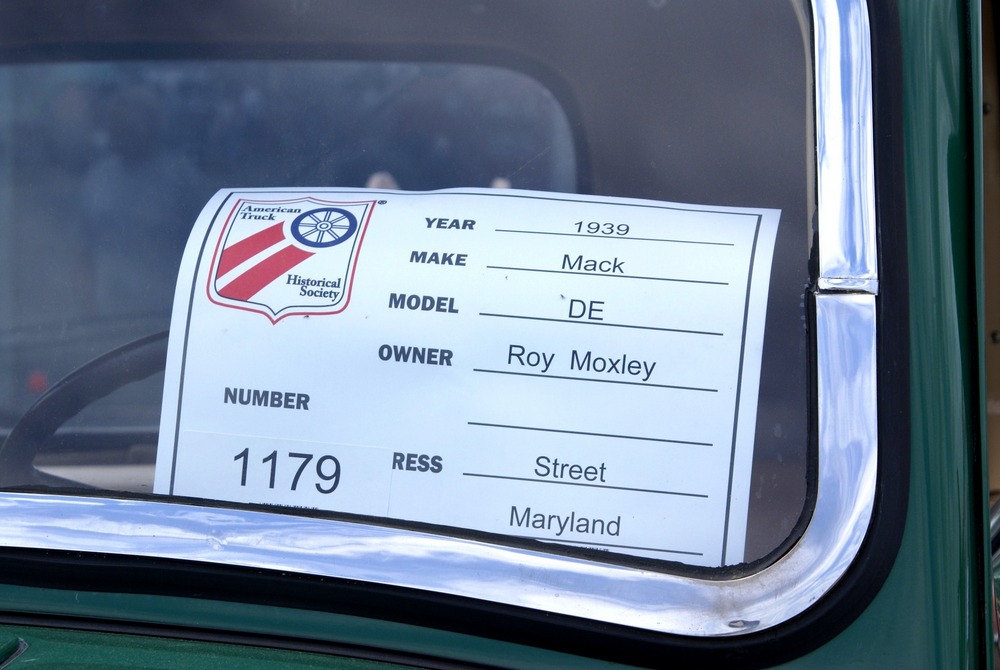 American
Truck
Historical
Society
®
YEAR 1939
MAKE Mack
MODEL DE
OWNER Roy Moxley
NUMBER
1179
RESS Street
Maryland